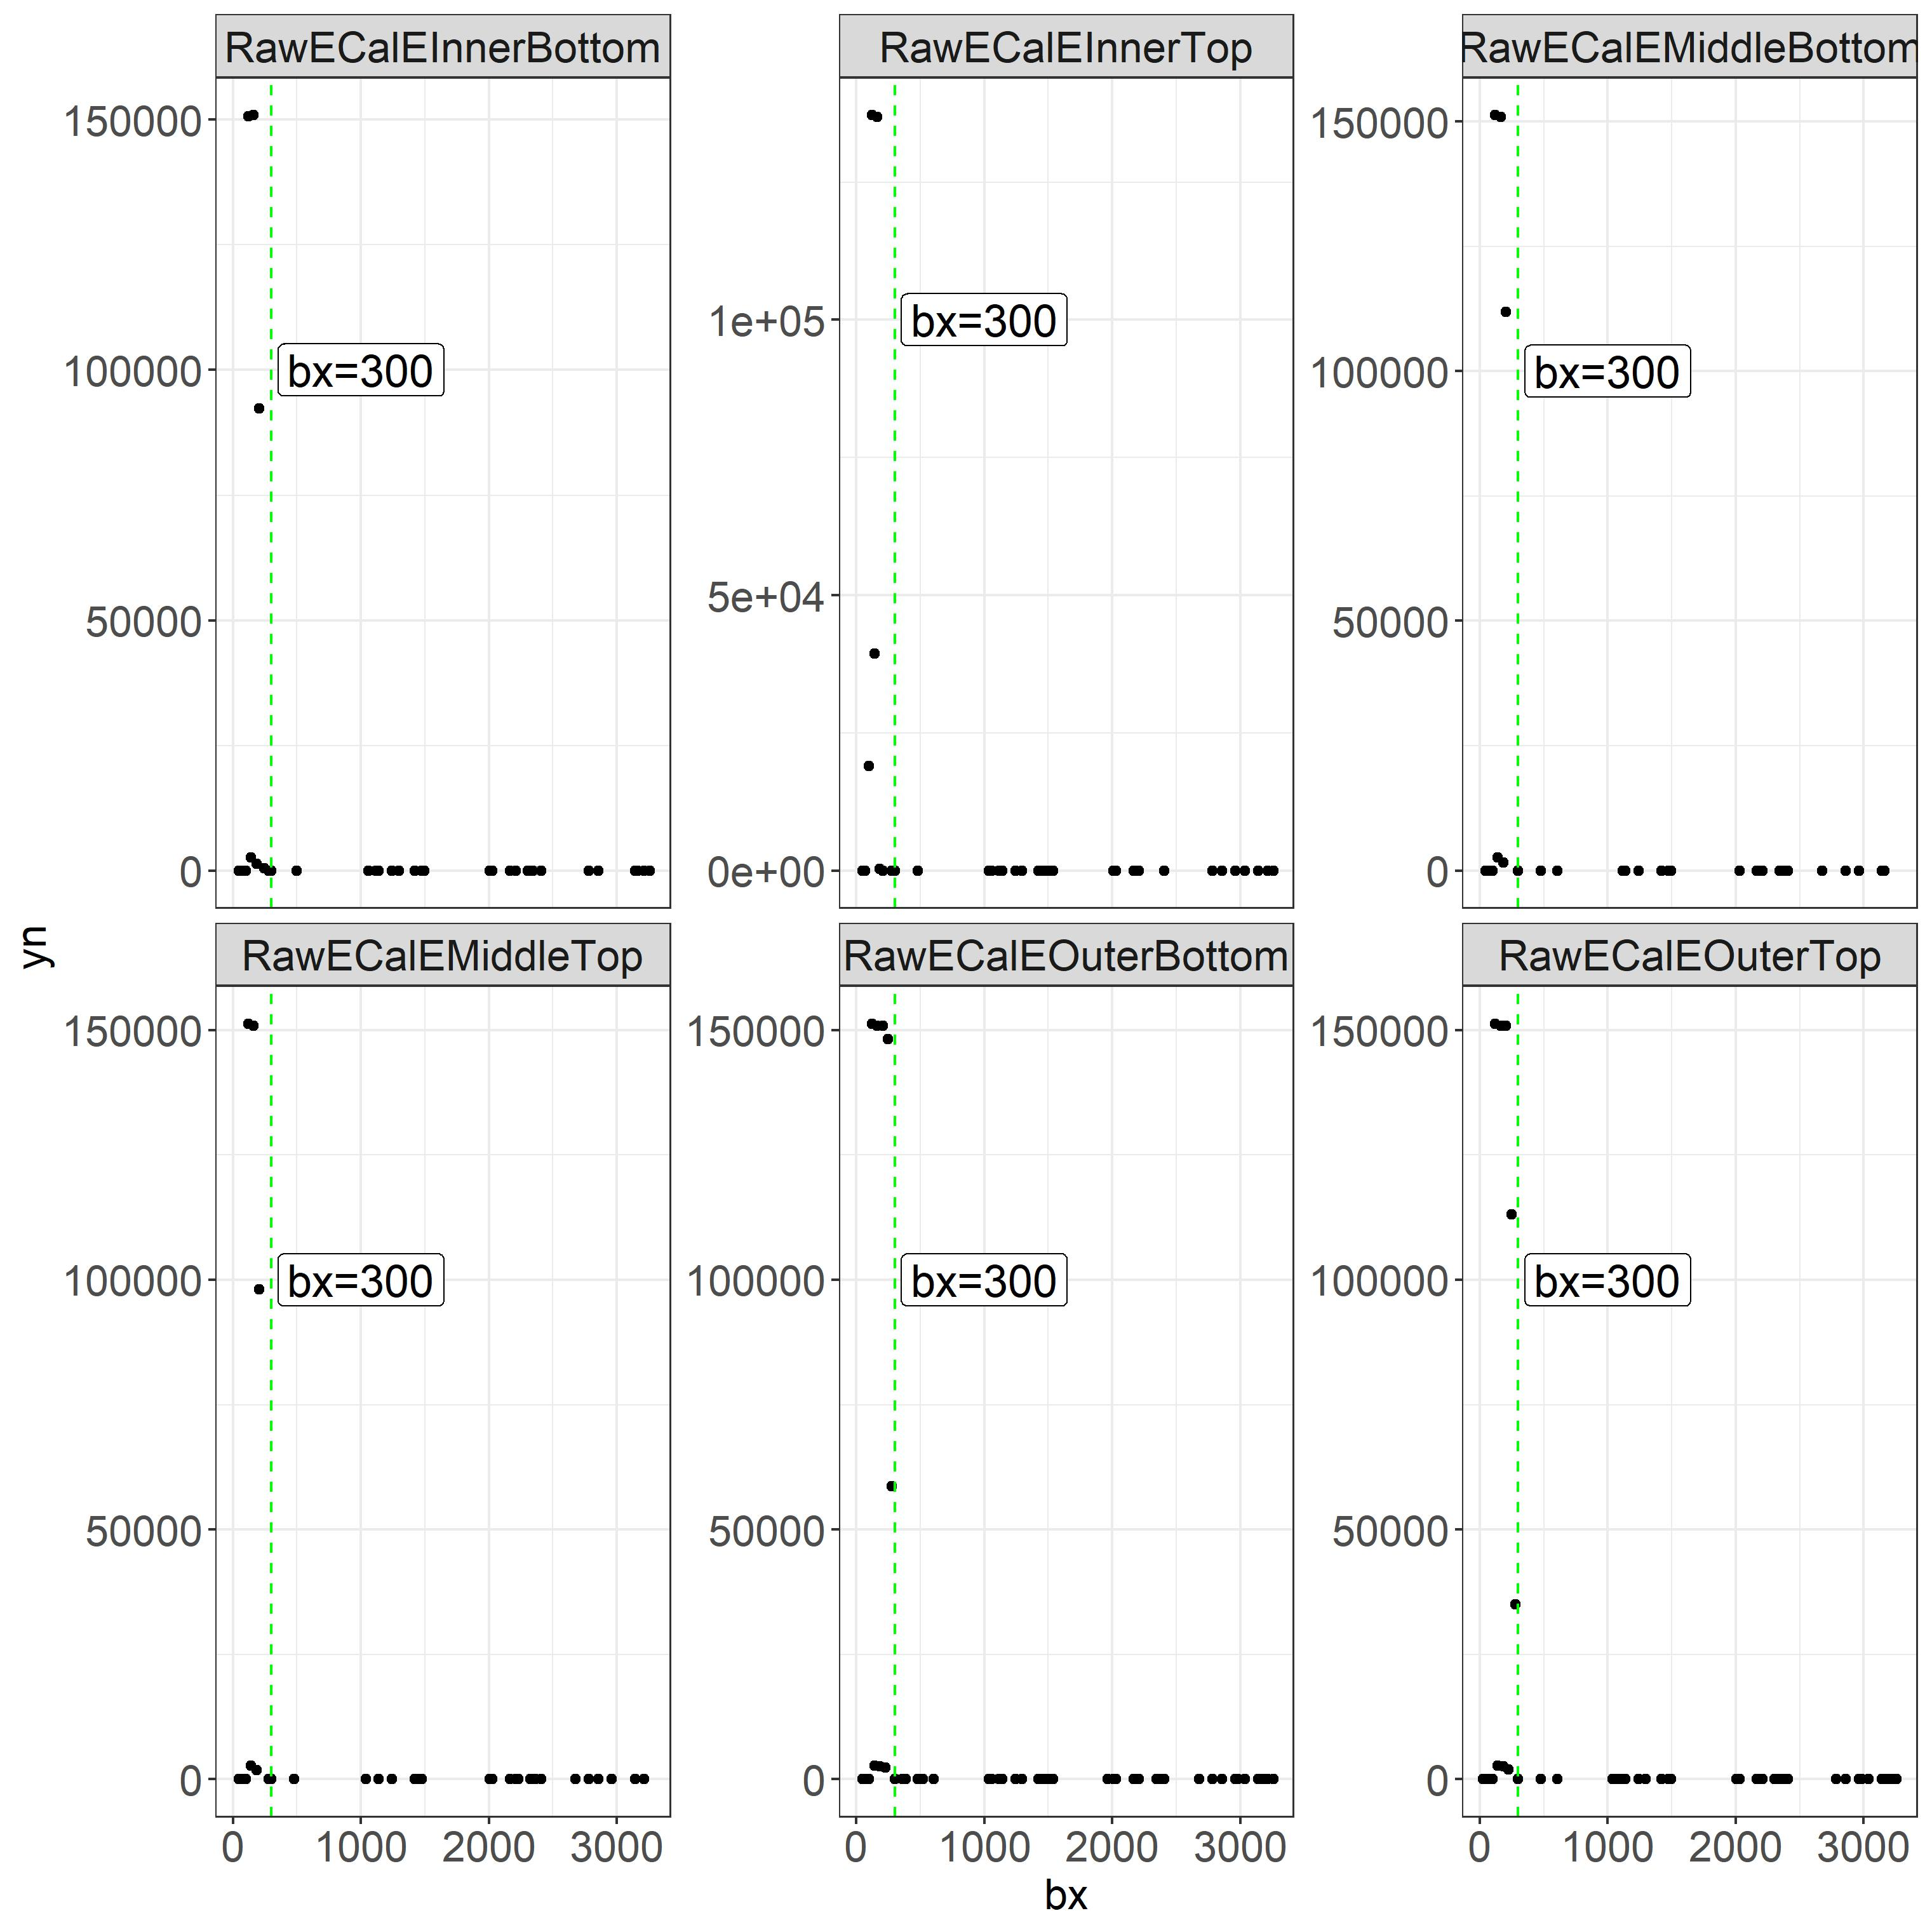 RawECalEInnerBottom
RawECalEInnerTop
RawECalEMiddleBottom
150000
100000
50000
0
bx=300
1e+05
5e+04
0e+00
bx=300
150000
100000
50000
0
bx=300
yn
RawECalEMiddleTop
RawECalEOuterBottom
RawECalEOuterTop
150000
100000
50000
0
bx=300
150000
100000
50000
0
bx=300
150000
100000
50000
0
bx=300
0 1000 2000 3000
0 1000 2000 3000
0 1000 2000 3000
bx